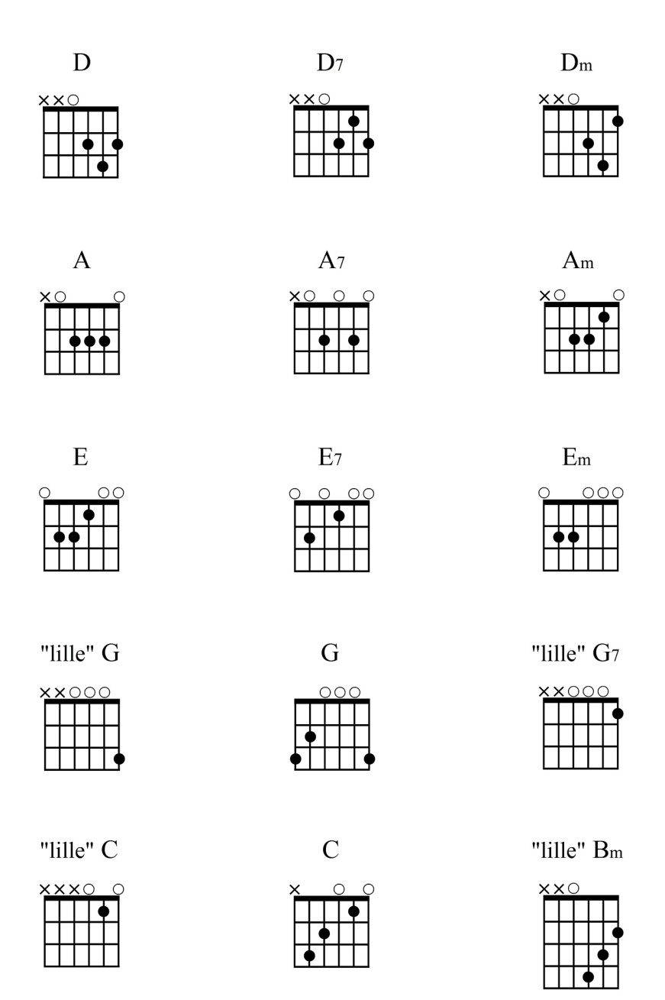 D D7 Dm
A A7 Am
E E7 Em
"lille" G G "lille" G7
"lille" C C "lille" Bm